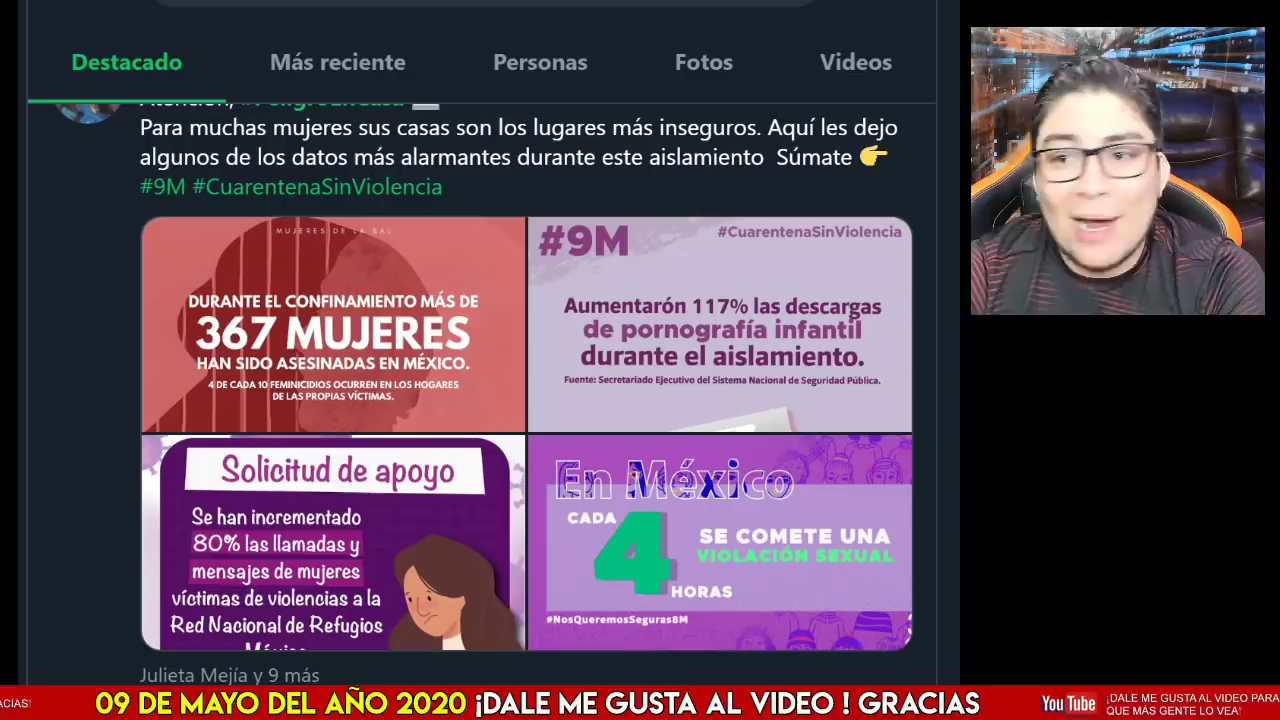 Destacado Más reciente Personas Fotos Videos
Para muchas mujeres sus casas son los lugares más inseguros. Aquí les dejo
algunos de los datos más alarmantes durante este aislamiento Súmate 👉
#9M #CuarentenaSinViolencia
MUJERES DE LA SAL
DURANTE EL CONFINAMIENTO MÁS DE
367 MUJERES
HAN SIDO ASESINADAS EN MÉXICO.
4 DE CADA 10 FEMINICIDIOS OCURREN EN LOS HOGARES
DE LAS PROPIAS VÍCTIMAS.
#9M
#CuarentenaSinViolencia
Aumentarón 117% las descargas
de pornografía infantil
durante el aislamiento.
Fuente: Secretariado Ejecutivo del Sistema Nacional de Seguridad Pública.
Solicitud de apoyo
Se han incrementado
80% las llamadas y
mensajes de mujeres
víctimas de violencias a la
Red Nacional de Refugios
En México
CADA
4
HORAS
SE COMETE UNA
VIOLACIÓN SEXUAL
#NosQueremosSeguras8M
Julieta Mejía y 9 más
ACIAS!
09 DE MAYO DEL AÑO 2020 ¡DALE ME GUSTA AL VIDEO ! GRACIAS
YouTube
¡DALE ME GUSTA AL VIDEO PARA
QUE MÁS GENTE LO VEA!